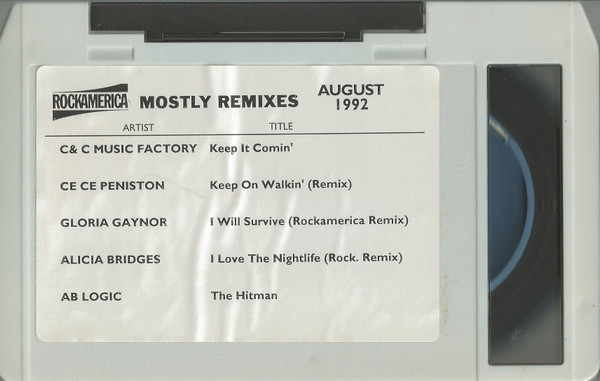 ROCKAMERICA MOSTLY REMIXES AUGUST 1992
ARTIST TITLE
C& C MUSIC FACTORY Keep It Comin'
CE CE PENISTON Keep On Walkin' (Remix)
GLORIA GAYNOR I Will Survive (Rockamerica Remix)
ALICIA BRIDGES I Love The Nightlife (Rock. Remix)
AB LOGIC The Hitman